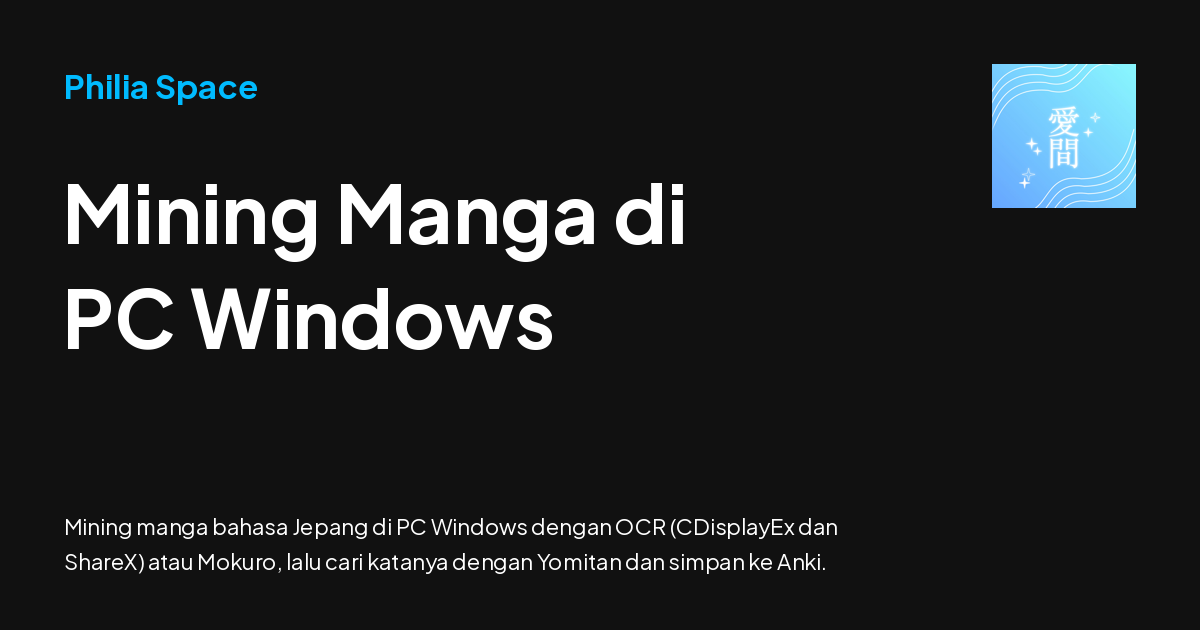 Philia Space
愛
間
Mining Manga di
PC Windows
Mining manga bahasa Jepang di PC Windows dengan OCR (CDisplayEx dan
ShareX) atau Mokuro, lalu cari katanya dengan Yomitan dan simpan ke Anki.